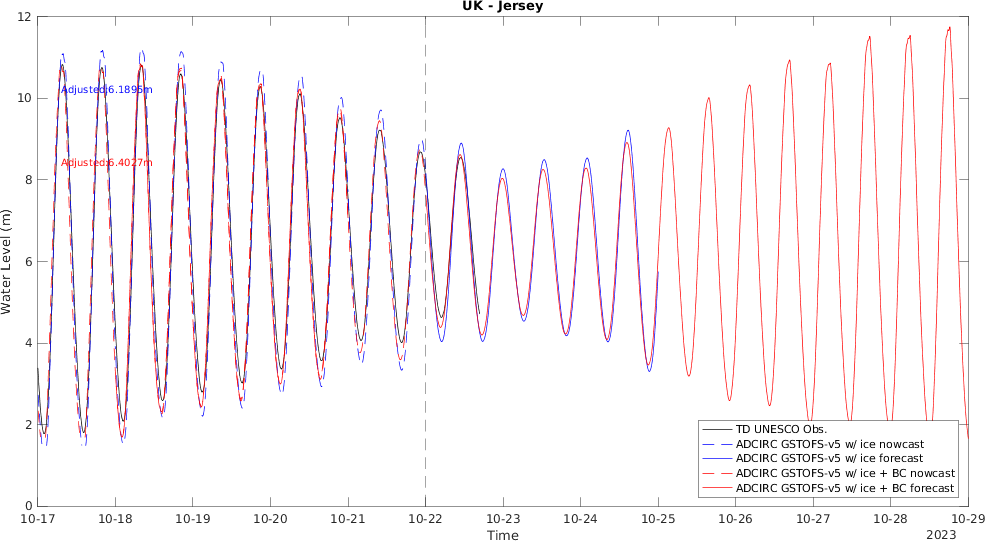 UK - Jersey
12
10
8
6
4
2
0
Water Level (m)
Adjusted:6.1895m
Adjusted:6.4027m
TD UNESCO Obs.
ADCIRC GSTOFS-v5 w/ ice nowcast
ADCIRC GSTOFS-v5 w/ ice forecast
ADCIRC GSTOFS-v5 w/ ice + BC nowcast
ADCIRC GSTOFS-v5 w/ ice + BC forecast
10-17 10-18 10-19 10-20 10-21 10-22 10-23 10-24 10-25 10-26 10-27 10-28 10-29
Time
2023